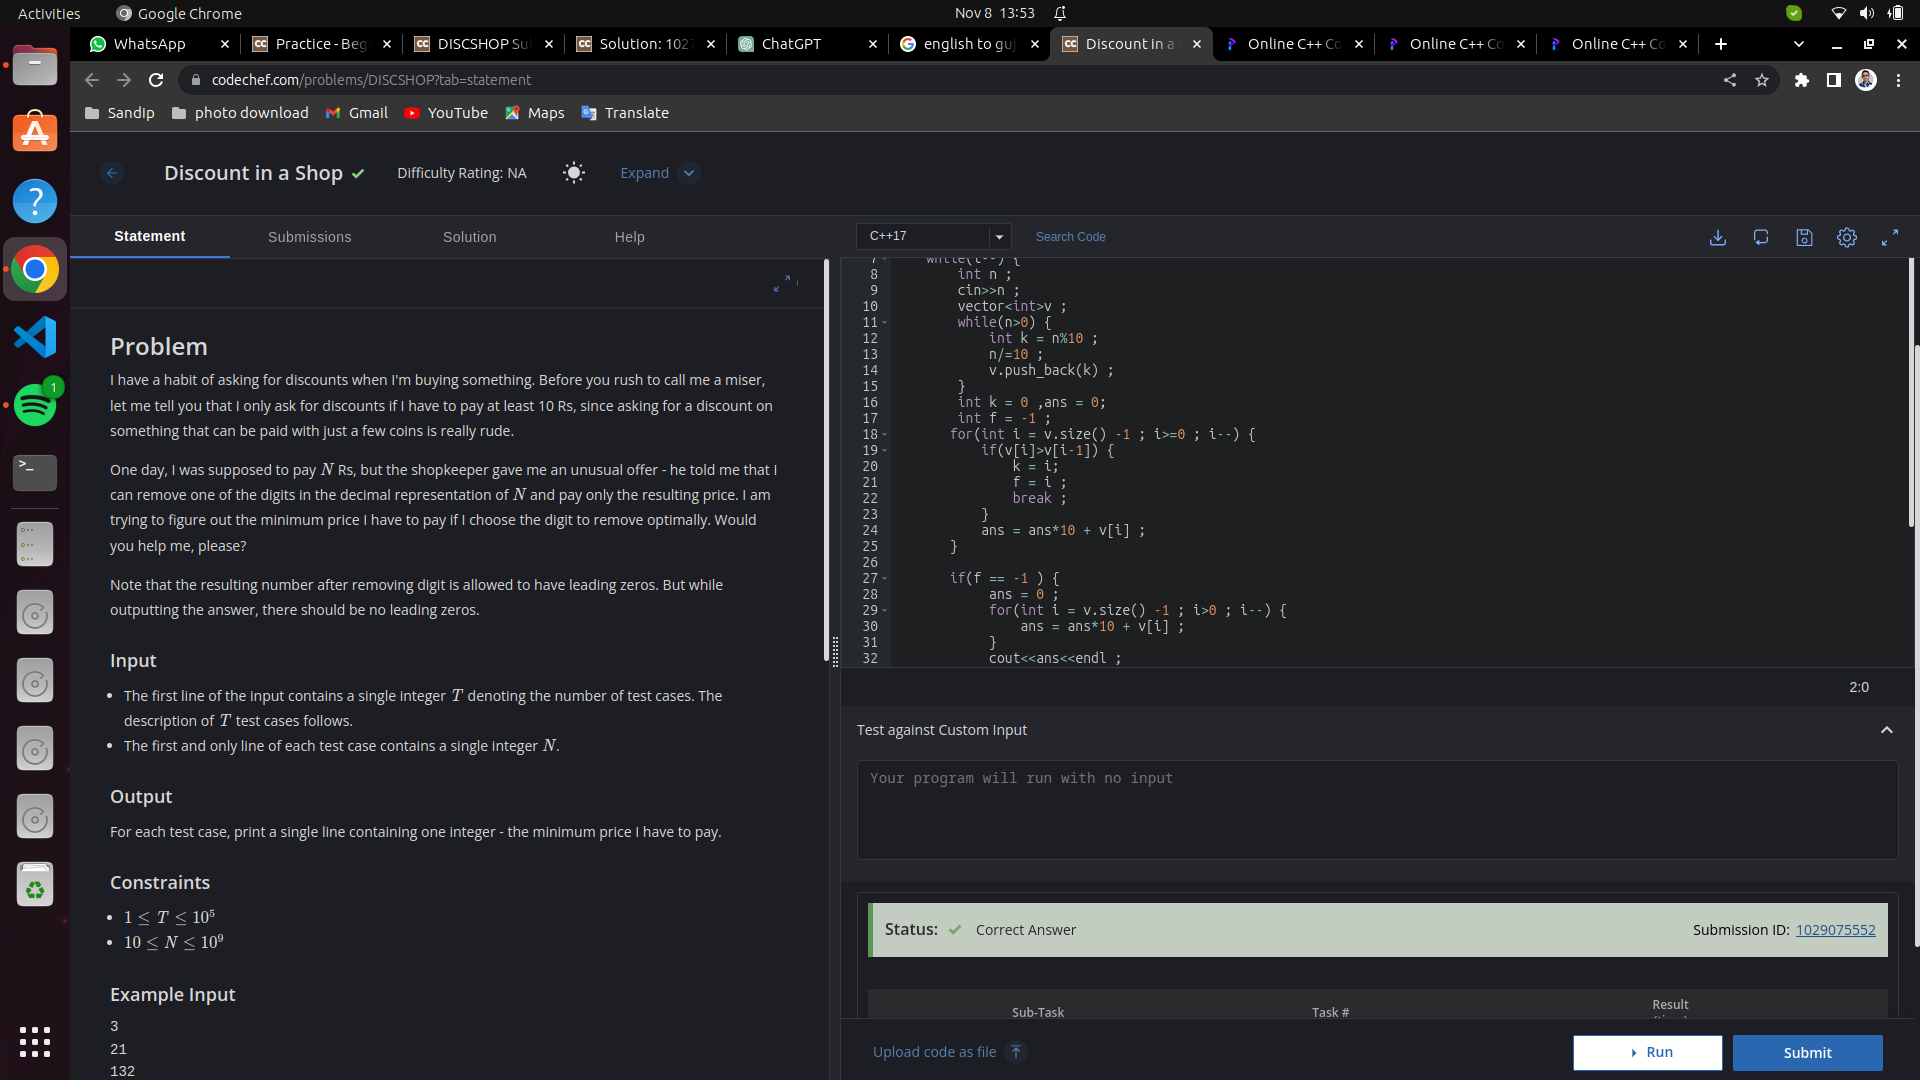 Activities Google Chrome Nov 8 13:53
WhatsApp Practice - Beg DISCSHOP Su Solution: 102 ChatGPT english to gu Discount in a Online C++ Co Online C++ Co Online C++ Co
codechef.com/problems/DISCSHOP?tab=statement
Sandip photo download Gmail YouTube Maps Translate
Discount in a Shop Difficulty Rating: NA Expand
Statement Submissions Solution Help
C++17 Search Code
1
>_
Problem
I have a habit of asking for discounts when I'm buying something. Before you rush to call me a miser,
let me tell you that I only ask for discounts if I have to pay at least 10 Rs, since asking for a discount on
something that can be paid with just a few coins is really rude.
One day, I was supposed to pay N Rs, but the shopkeeper gave me an unusual offer - he told me that I
can remove one of the digits in the decimal representation of N and pay only the resulting price. I am
trying to figure out the minimum price I have to pay if I choose the digit to remove optimally. Would
you help me, please?
Note that the resulting number after removing digit is allowed to have leading zeros. But while
outputting the answer, there should be no leading zeros.
Input
• The first line of the input contains a single integer T denoting the number of test cases. The
description of T test cases follows.
• The first and only line of each test case contains a single integer N.
Output
For each test case, print a single line containing one integer - the minimum price I have to pay.
Constraints
• 1 ≤ T ≤ 10⁵
• 10 ≤ N ≤ 10⁹
Example Input
3
21
132
7 while(t--) {
8 int n ;
9 cin>>n ;
10 vector<int>v ;
11 while(n>0) {
12 int k = n%10 ;
13 n/=10 ;
14 v.push_back(k) ;
15 }
16 int k = 0 ,ans = 0;
17 int f = -1 ;
18 for(int i = v.size() -1 ; i>=0 ; i--) {
19 if(v[i]>v[i-1]) {
20 k = i;
21 f = i ;
22 break ;
23 }
24 ans = ans*10 + v[i] ;
25 }
26
27 if(f == -1 ) {
28 ans = 0 ;
29 for(int i = v.size() -1 ; i>0 ; i--) {
30 ans = ans*10 + v[i] ;
31 }
32 cout<<ans<<endl ;
2:0
Test against Custom Input
Your program will run with no input
Status: Correct Answer Submission ID: 1029075552
Sub-Task Task # Result
Upload code as file Run Submit